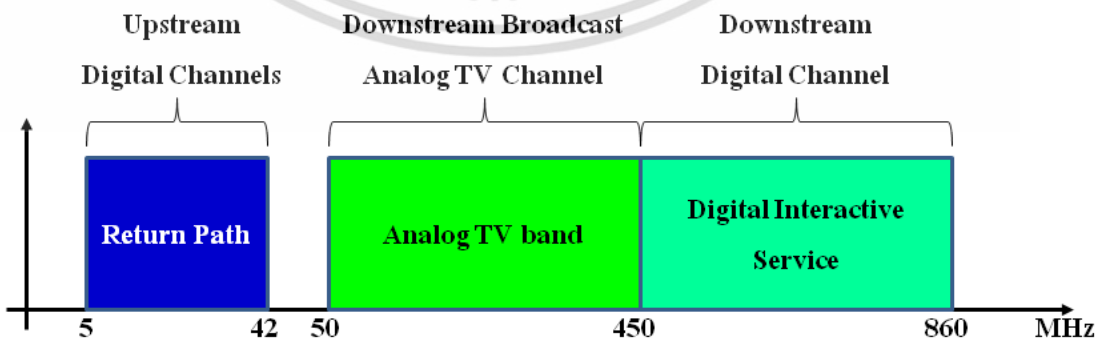 Upstream
Digital Channels
Downstream Broadcast
Analog TV Channel
Downstream
Digital Channel
Return Path
Analog TV band
Digital Interactive
Service
5 42 50 450 860 MHz